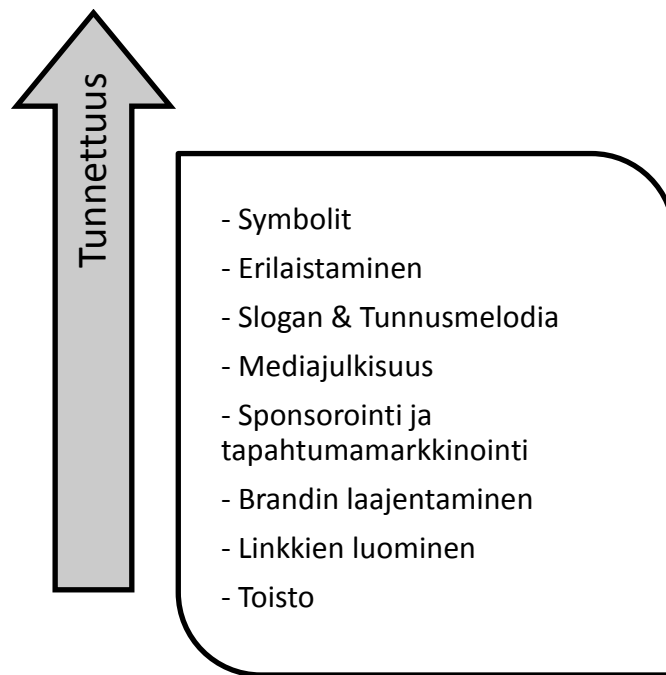 Tunnettuus
- Symbolit
- Erilaistaminen
- Slogan & Tunnusmelodia
- Mediajulkisuus
- Sponsorointi ja
tapahtumamarkkinointi
- Brandin laajentaminen
- Linkkien luominen
- Toisto